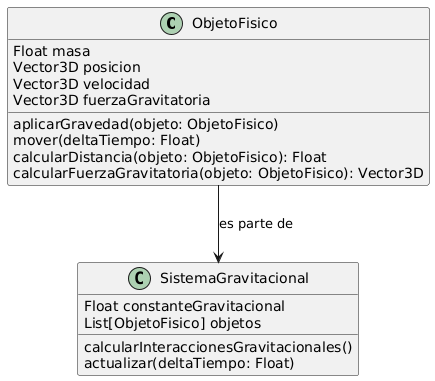 C ObjetoFisico
Float masa
Vector3D posicion
Vector3D velocidad
Vector3D fuerzaGravitatoria
aplicarGravedad(objeto: ObjetoFisico)
mover(deltaTiempo: Float)
calcularDistancia(objeto: ObjetoFisico): Float
calcularFuerzaGravitatoria(objeto: ObjetoFisico): Vector3D
es parte de
C SistemaGravitacional
Float constanteGravitacional
List[ObjetoFisico] objetos
calcularInteraccionesGravitacionales()
actualizar(deltaTiempo: Float)